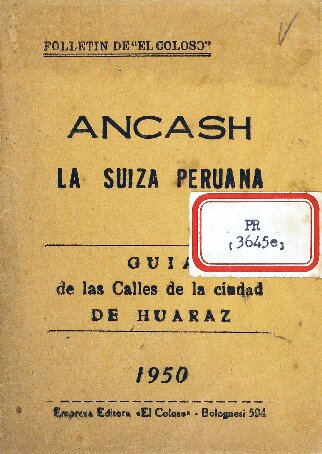 FOLLETIN DE "EL COLOSO"
ANCASH
LA SUIZA PERUANA
PR
(3645e)
GUIA
de las Calles de la ciudad
DE HUARAZ
1950
Empresa Editora «El Coloso» - Bolognesi 504